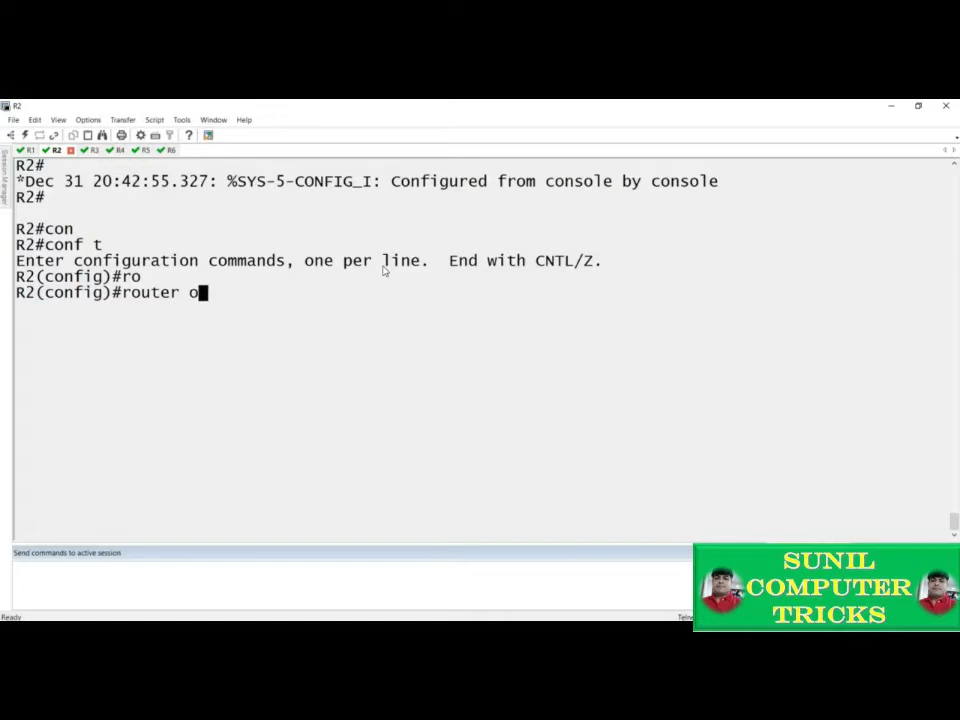 R2
File Edit View Options Transfer Script Tools Window Help
R1 R2 R3 R4 R5 R6
Session Manager
R2#
*Dec 31 20:42:55.327: %SYS-5-CONFIG_I: Configured from console by console
R2#
R2#con
R2#conf t
Enter configuration commands, one per line. End with CNTL/Z.
R2(config)#ro
R2(config)#router o
Send commands to active session
Ready
SUNIL
COMPUTER
TRICKS